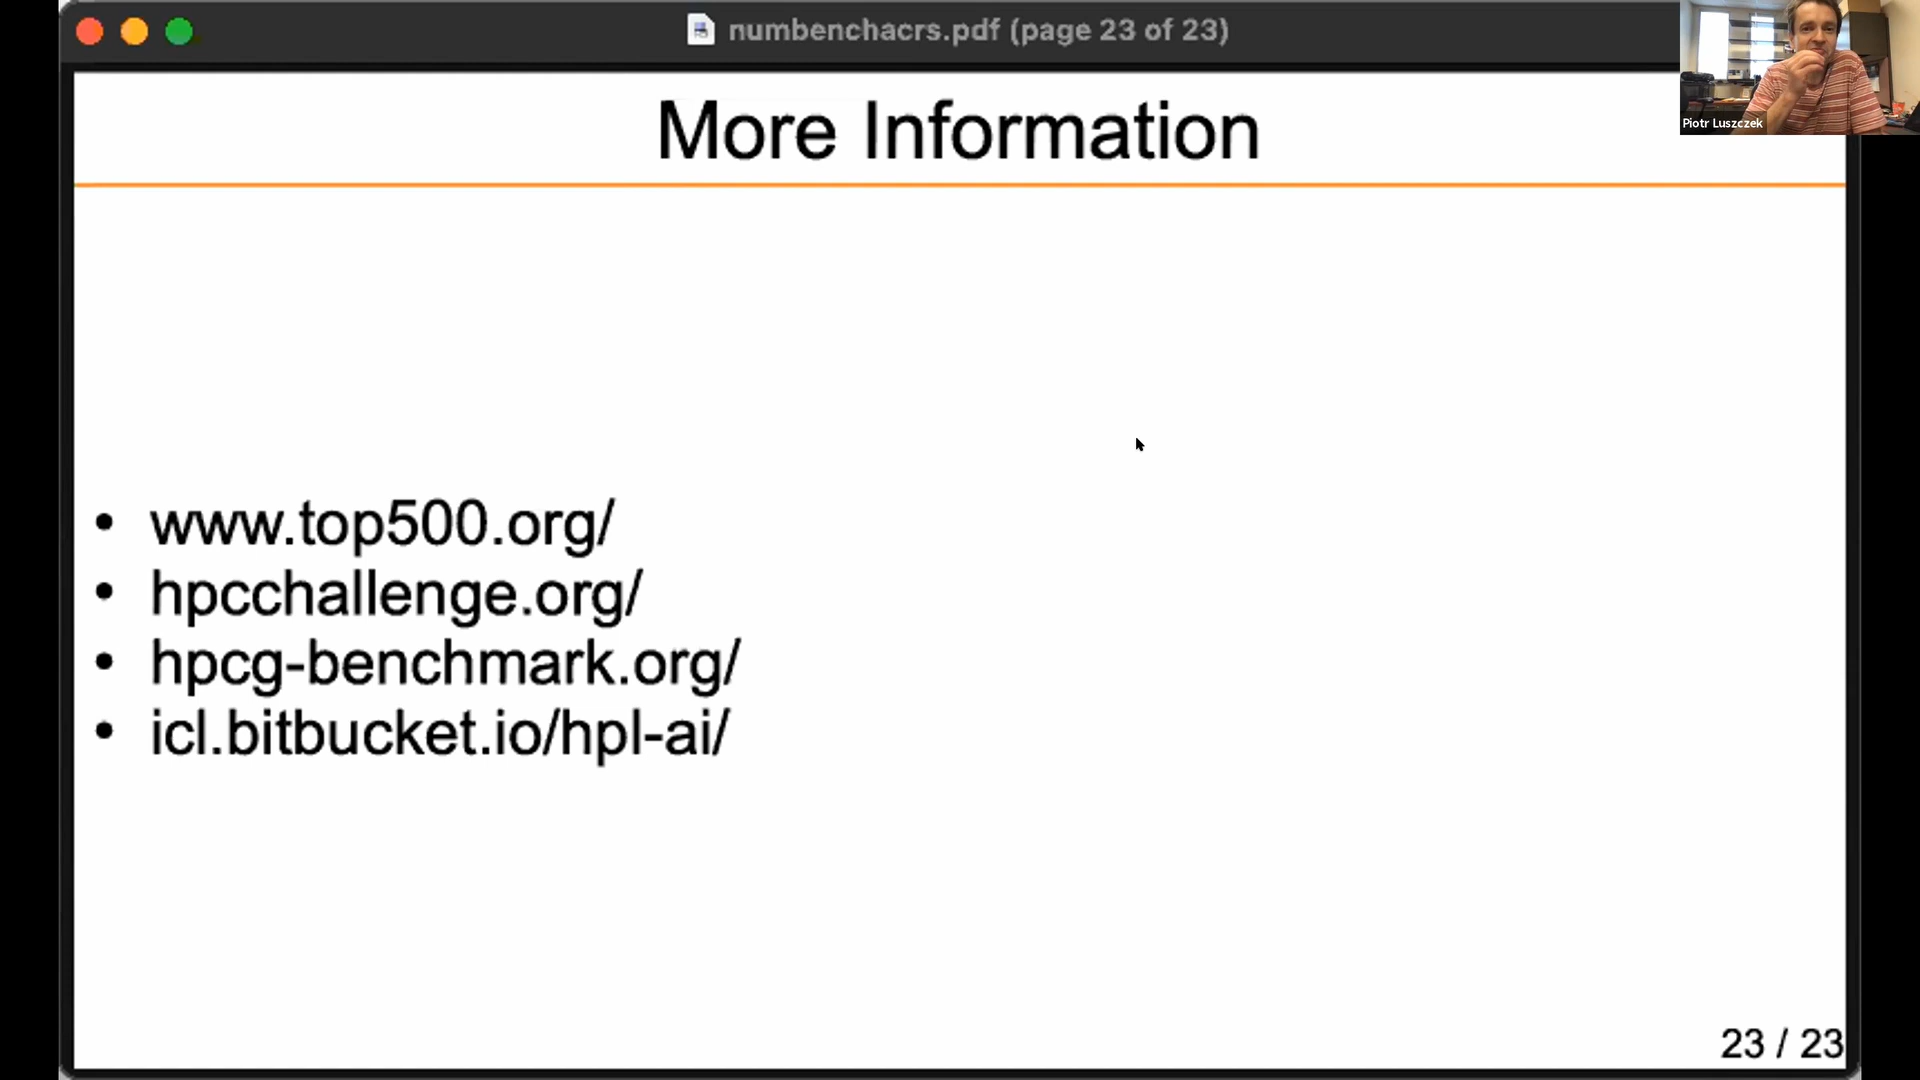 numbenchacrs.pdf (page 23 of 23)
Piotr Luszczek
More Information
• www.top500.org/
• hpcchallenge.org/
• hpcg-benchmark.org/
• icl.bitbucket.io/hpl-ai/
23 / 23